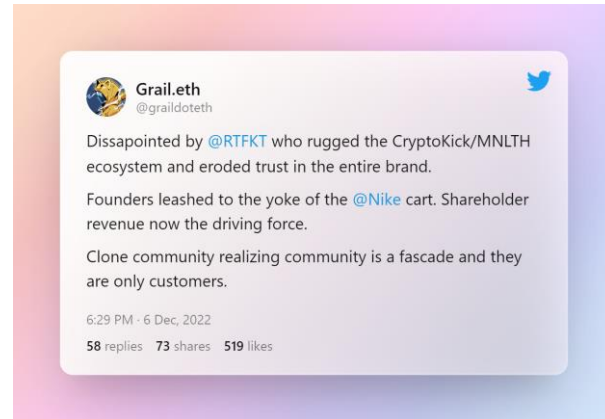 Grail.eth
@graildoteth
Dissapointed by @RTFKT who rugged the CryptoKick/MNLTH
ecosystem and eroded trust in the entire brand.
Founders leashed to the yoke of the @Nike cart. Shareholder
revenue now the driving force.
Clone community realizing community is a fascade and they
are only customers.
6:29 PM · 6 Dec, 2022
58 replies 73 shares 519 likes